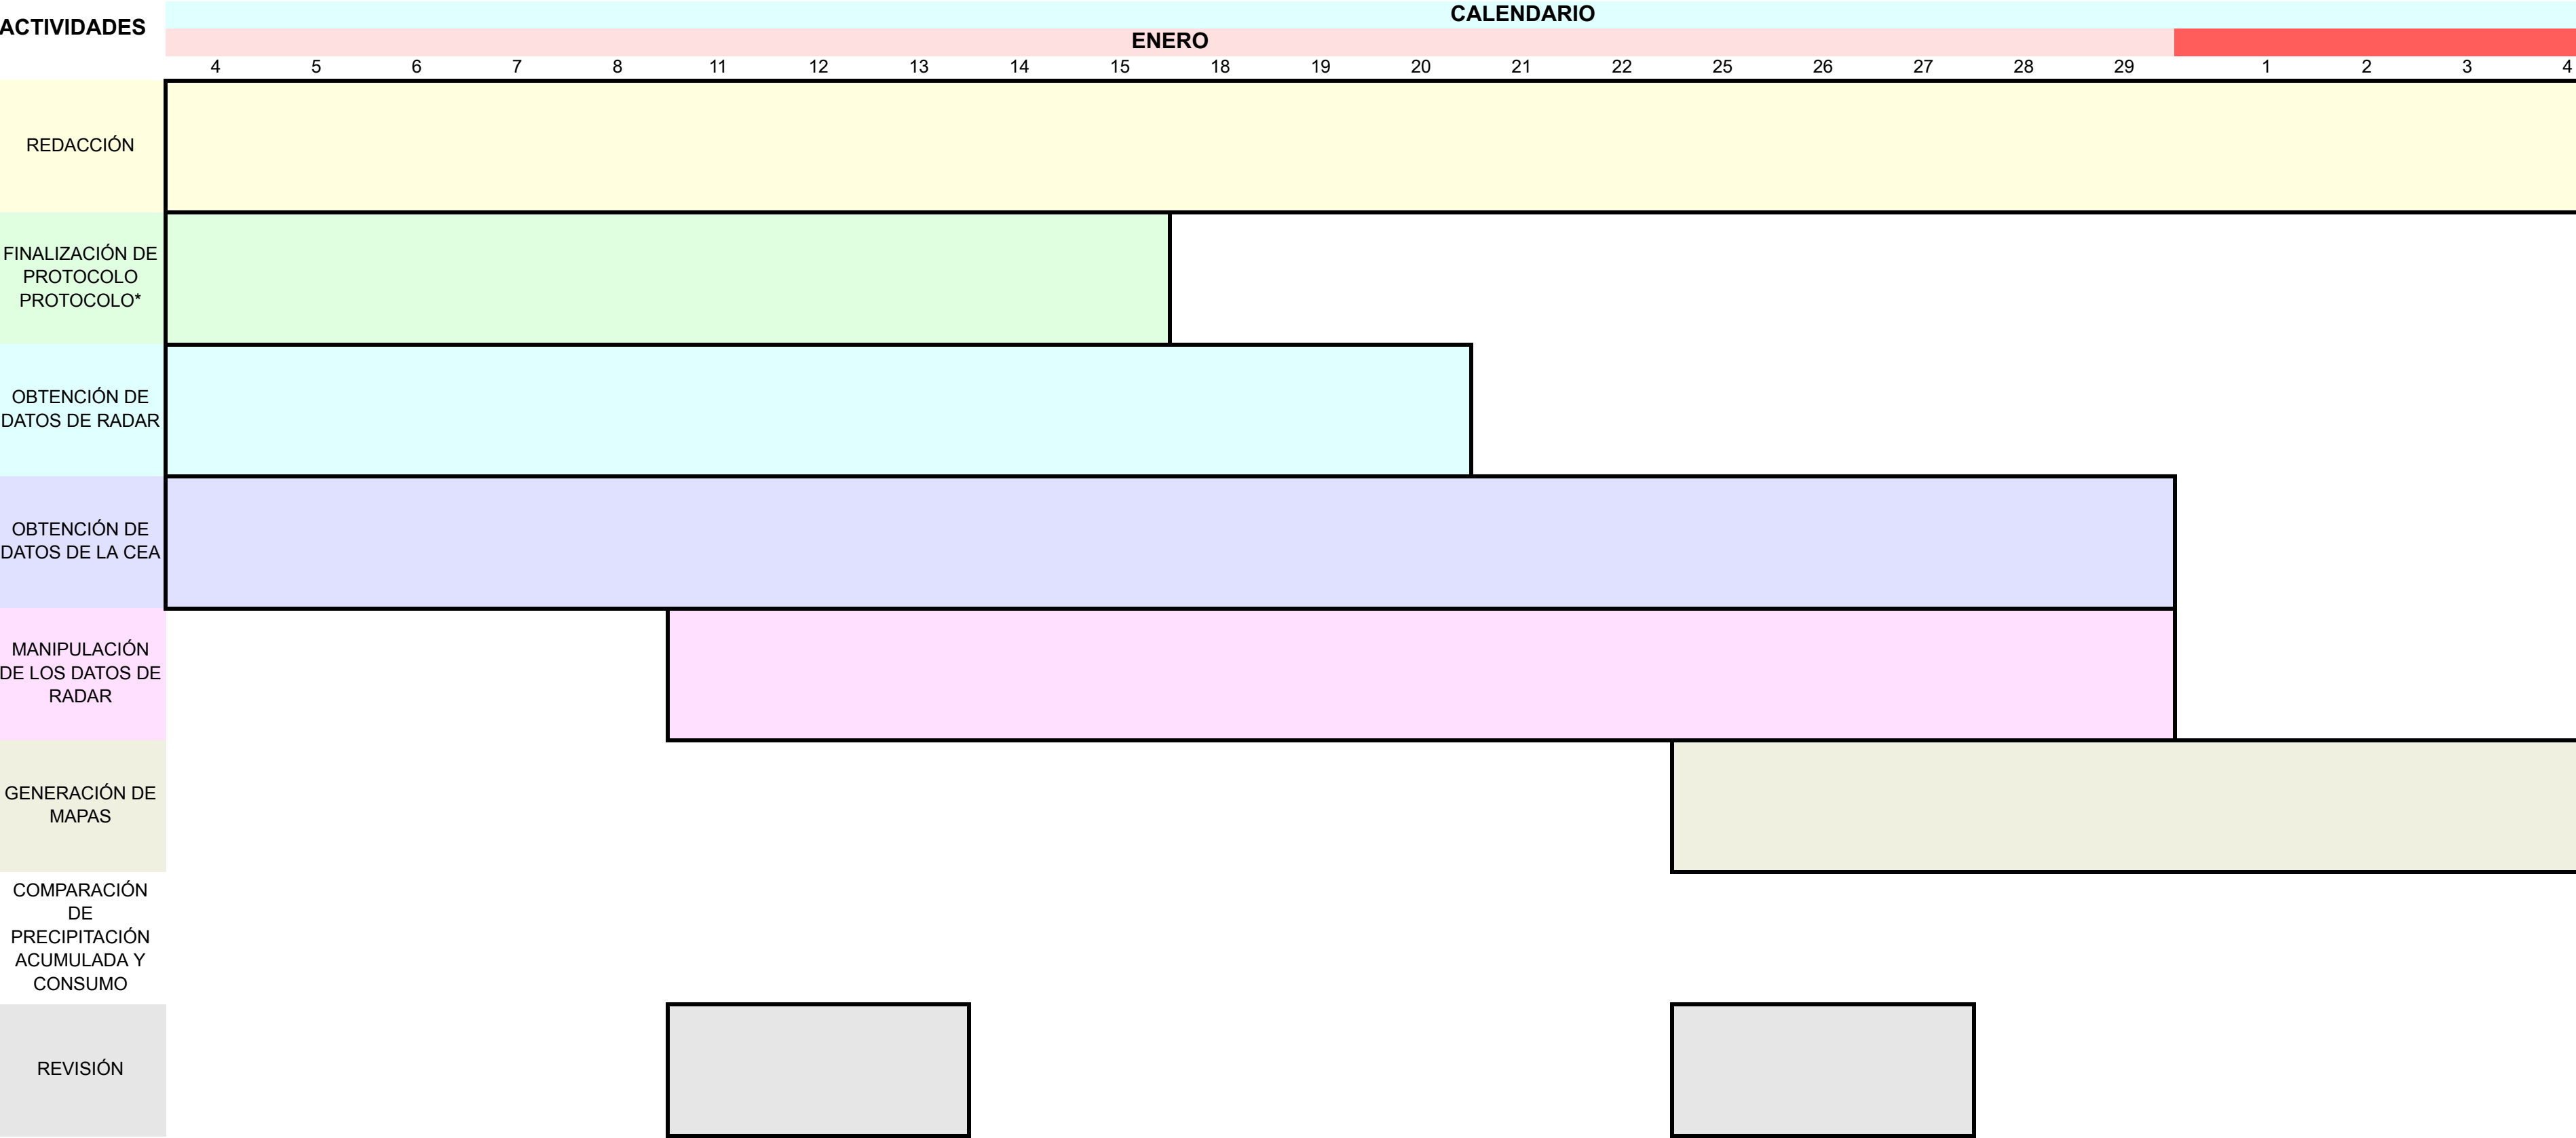 CALENDARIO
ACTIVIDADES
ENERO
4 5 6 7 8 11 12 13 14 15 18 19 20 21 22 25 26 27 28 29 1 2 3 4
REDACCIÓN
FINALIZACIÓN DE
PROTOCOLO
PROTOCOLO*
OBTENCIÓN DE
DATOS DE RADAR
OBTENCIÓN DE
DATOS DE LA CEA
MANIPULACIÓN
DE LOS DATOS DE
RADAR
GENERACIÓN DE
MAPAS
COMPARACIÓN
DE
PRECIPITACIÓN
ACUMULADA Y
CONSUMO
REVISIÓN